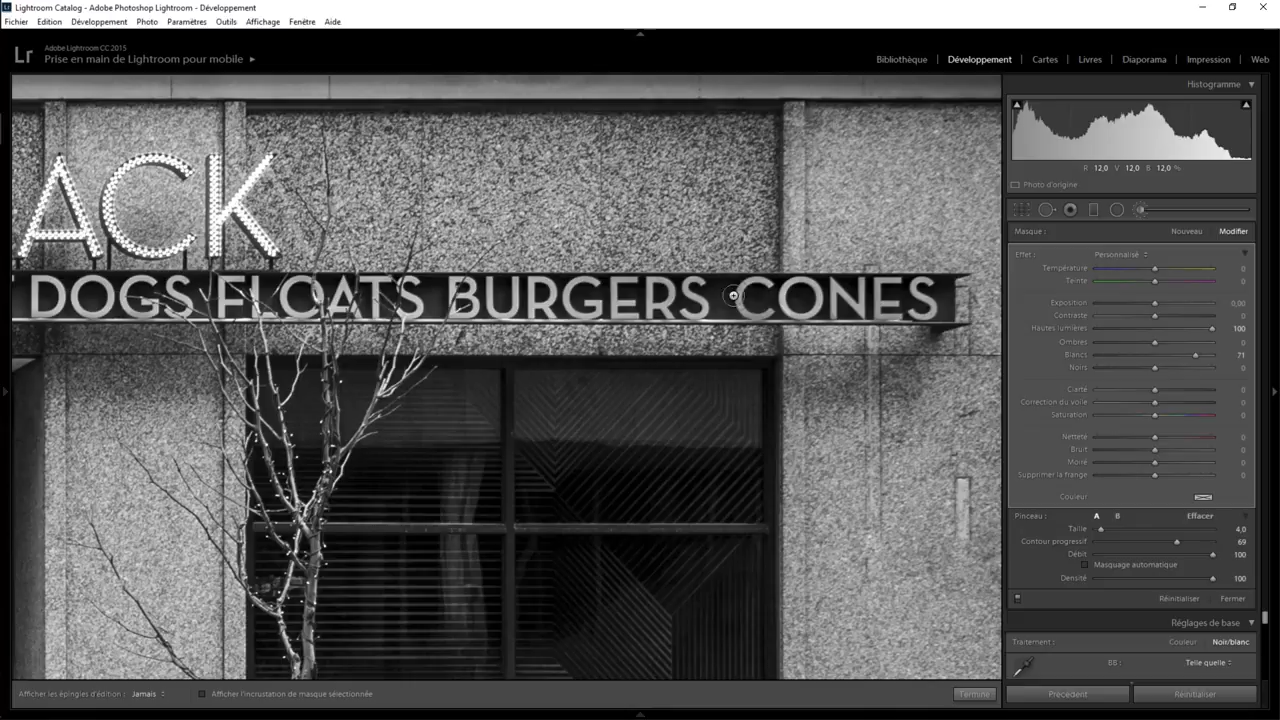 Lightroom Catalog - Adobe Photoshop Lightroom - Développement
Fichier Edition Développement Photo Paramètres Outils Affichage Fenêtre Aide
Lr
Adobe Lightroom CC 2015
Prise en main de Lightroom pour mobile
Bibliothèque | Développement | Cartes | Livres | Diaporama | Impression | Web
ACK
DOGS FLOATS BURGERS CONES
Histogramme
R 12,0 V 12,0 B 12,0 %
Photo d'origine
Masque : Nouveau Modifier
Effet : Personnalisé
Température 0
Teinte 0
Exposition 0,00
Contraste 0
Hautes lumières 100
Ombres 0
Blancs 71
Noirs 0
Clarté 0
Correction du voile 0
Saturation 0
Netteté 0
Bruit 0
Moiré 0
Supprimer la frange 0
Couleur
Pinceau : A B Effacer
Taille 4,0
Contour progressif 69
Débit 100
Masquage automatique
Densité 100
Réinitialiser Fermer
Réglages de base
Traitement : Couleur Noir/blanc
BB : Telle quelle
Afficher les épingles d'édition : Jamais
Afficher l'incrustation de masque sélectionnée
Terminé
Précédent Réinitialiser